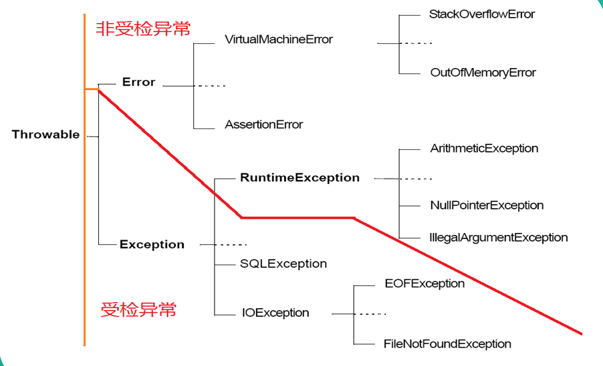 非受检异常
StackOverflowError
VirtualMachineError
Error
OutOfMemoryError
AssertionError
Throwable
ArithmeticException
RuntimeException
NullPointerException
Exception
IllegalArgumentException
SQLException
EOFException
受检异常
IOException
FileNotFoundException